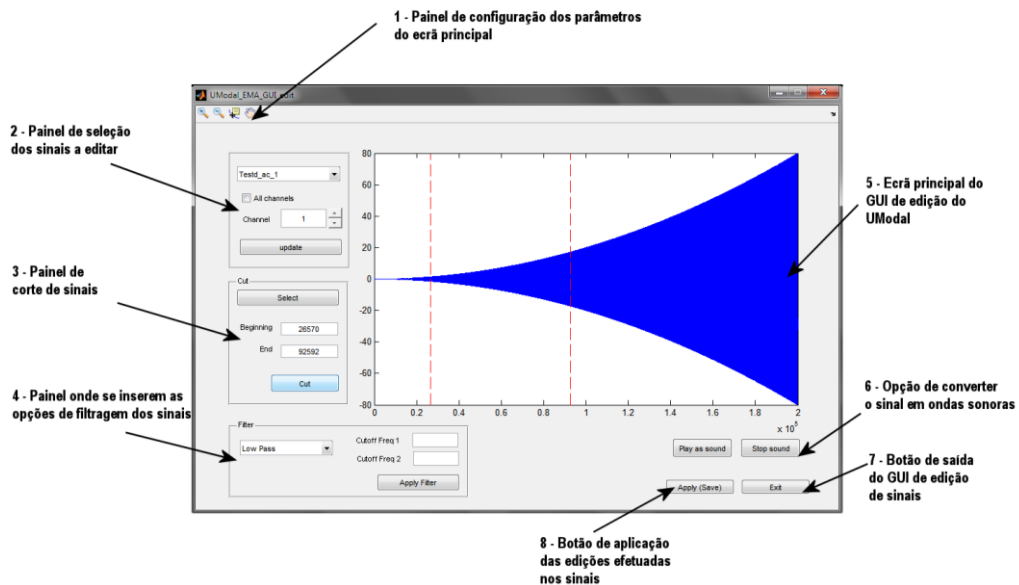 1 - Painel de configuração dos parâmetros
do ecrã principal
UModal_EMA_GUI_edit
2 - Painel de seleção
dos sinais a editar
Testd_ac_1
All channels
Channel 1
update
3 - Painel de
corte de sinais
Cut
Select
Beginning 26570
End 92592
Cut
4 - Painel onde se inserem as
opções de filtragem dos sinais
Filter
Low Pass
Cutoff Freq 1
Cutoff Freq 2
Apply Filter
80
60
40
20
0
-20
-40
-60
-80
0 0.2 0.4 0.6 0.8 1 1.2 1.4 1.6 1.8 2
x 10^5
5 - Ecrã principal do
GUI de edição do
UModal
6 - Opção de converter
o sinal em ondas sonoras
Play as sound Stop sound
7 - Botão de saída
do GUI de edição
de sinais
Apply (Save) Exit
8 - Botão de aplicação
das edições efetuadas
nos sinais